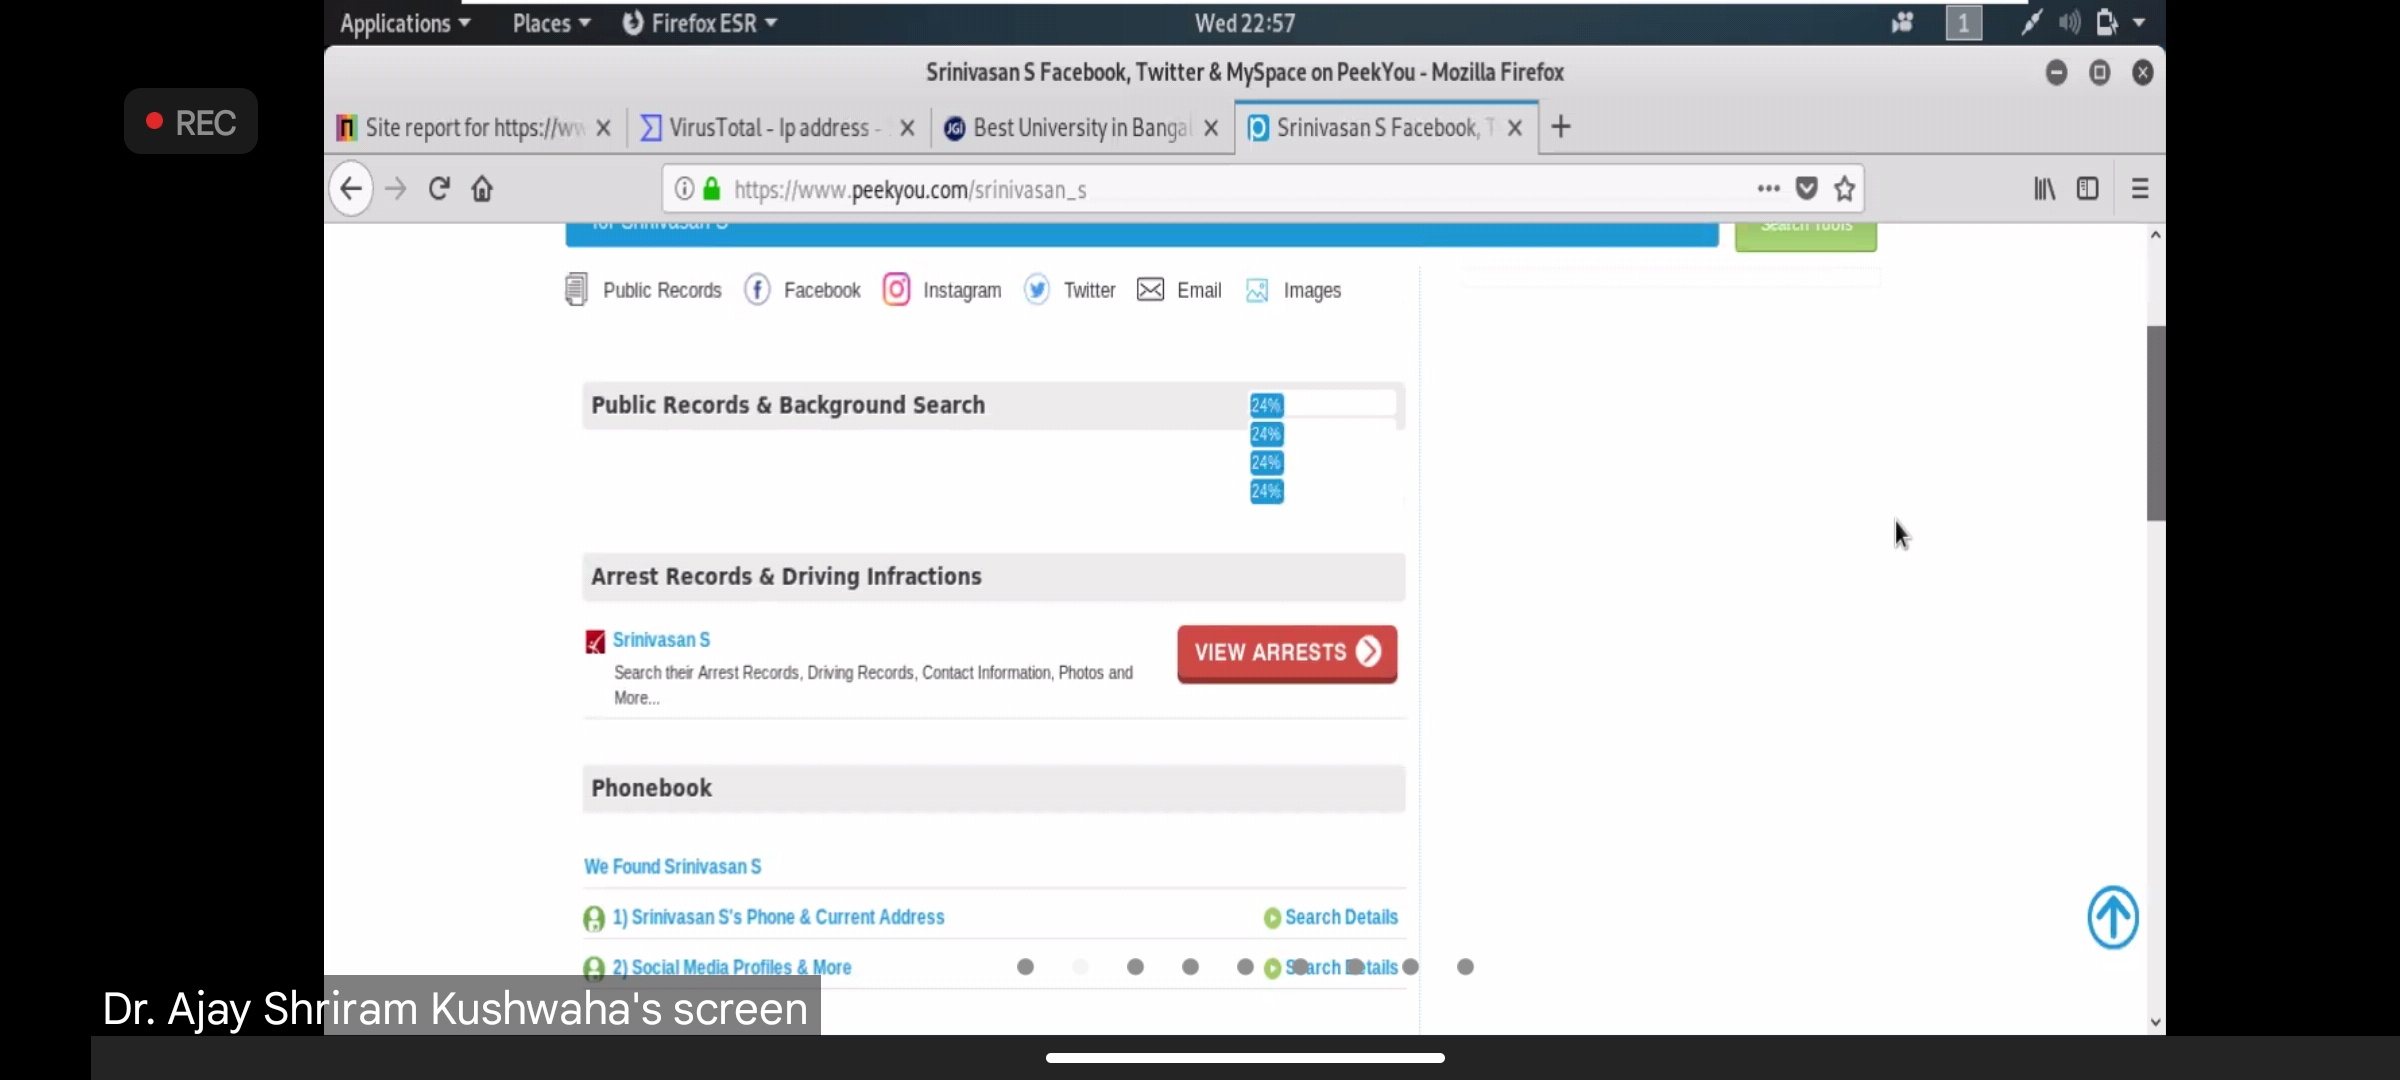 Applications Places Firefox ESR Wed 22:57 1
Srinivasan S Facebook, Twitter & MySpace on PeekYou - Mozilla Firefox
REC
Site report for https://ww VirusTotal - Ip address - Best University in Bangal Srinivasan S Facebook, T
https://www.peekyou.com/srinivasan_s
for Srinivasan S Search Tools
Public Records Facebook Instagram Twitter Email Images
Public Records & Background Search 24%
24%
24%
24%
Arrest Records & Driving Infractions
Srinivasan S
VIEW ARRESTS
Search their Arrest Records, Driving Records, Contact Information, Photos and
More...
Phonebook
We Found Srinivasan S
1) Srinivasan S's Phone & Current Address Search Details
2) Social Media Profiles & More Search Details
Dr. Ajay Shriram Kushwaha's screen